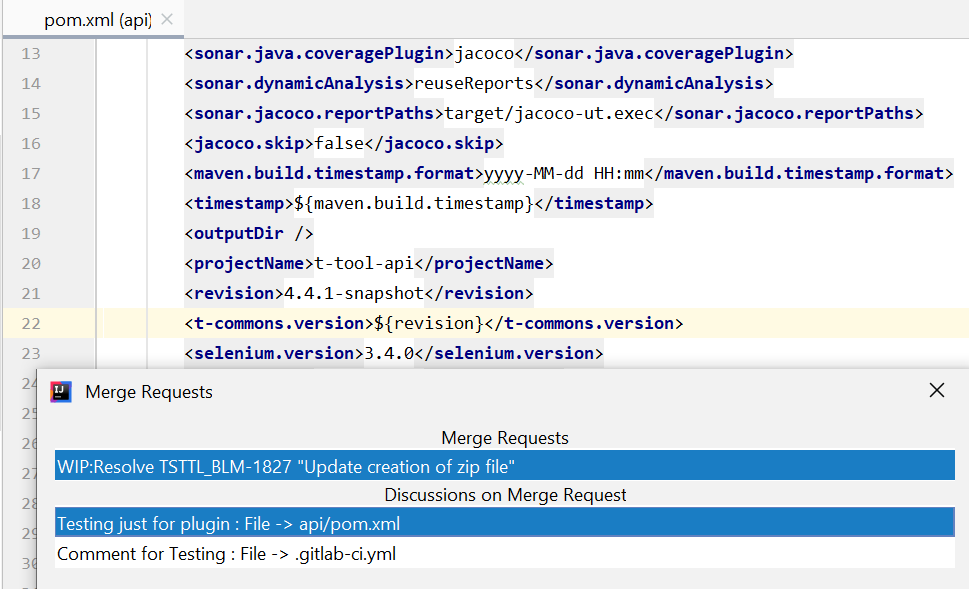 pom.xml (api)
13 <sonar.java.coveragePlugin>jacoco</sonar.java.coveragePlugin>
14 <sonar.dynamicAnalysis>reuseReports</sonar.dynamicAnalysis>
15 <sonar.jacoco.reportPaths>target/jacoco-ut.exec</sonar.jacoco.reportPaths>
16 <jacoco.skip>false</jacoco.skip>
17 <maven.build.timestamp.format>yyyy-MM-dd HH:mm</maven.build.timestamp.format>
18 <timestamp>${maven.build.timestamp}</timestamp>
19 <outputDir />
20 <projectName>t-tool-api</projectName>
21 <revision>4.4.1-snapshot</revision>
22 <t-commons.version>${revision}</t-commons.version>
23 <selenium.version>3.4.0</selenium.version>
24
IJ Merge Requests
25
26 Merge Requests
27 WIP:Resolve TSTTL_BLM-1827 "Update creation of zip file"
28 Discussions on Merge Request
29 Testing just for plugin : File -> api/pom.xml
30 Comment for Testing : File -> .gitlab-ci.yml